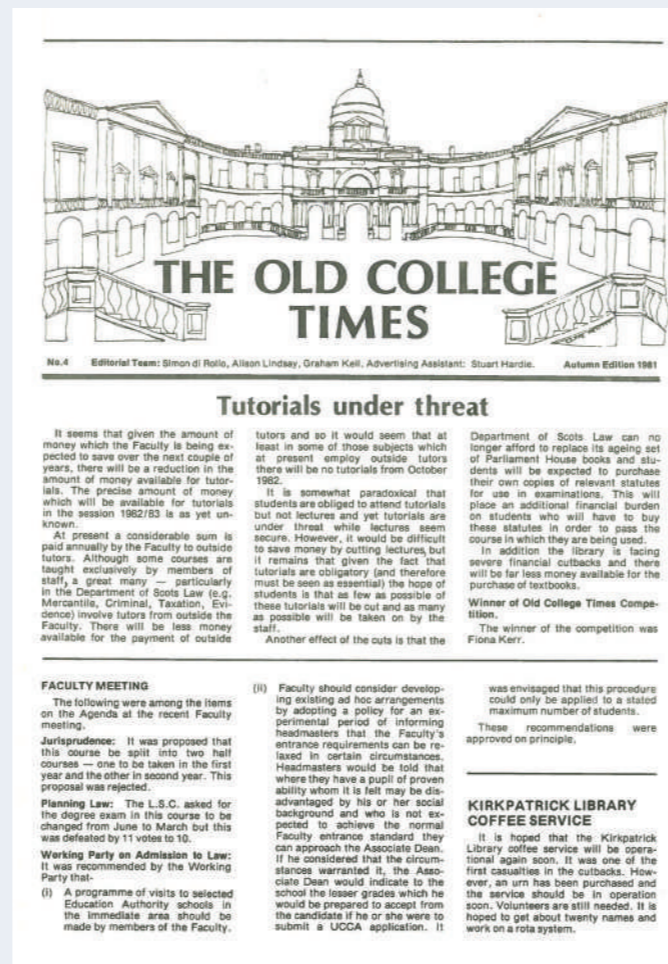 THE OLD COLLEGE
TIMES
No.4 Editorial Team: Simon di Rollo, Alison Lindsay, Graham Kell, Advertising Assistant: Stuart Hardie. Autumn Edition 1981
Tutorials under threat
It seems that given the amount of
money which the Faculty is being ex-
pected to save over the next couple of
years, there will be a reduction in the
amount of money available for tutor-
ials. The precise amount of money
which will be available for tutorials
in the session 1982/83 is as yet un-
known.
At present a considerable sum is
paid annually by the Faculty to outside
tutors. Although some courses are
taught exclusively by members of
staff, a great many — particularly
in the Department of Scots Law (e.g.
Mercantile, Criminal, Taxation, Evi-
dence) involve tutors from outside the
Faculty. There will be less money
available for the payment of outside
tutors and so it would seem that at
least in some of those subjects which
at present employ outside tutors
there will be no tutorials from October
1982.
It is somewhat paradoxical that
students are obliged to attend tutorials
but not lectures and yet tutorials are
under threat while lectures seem
secure. However, it would be difficult
to save money by cutting lectures, but
it remains that given the fact that
tutorials are obligatory (and therefore
must be seen as essential) the hope of
students is that as few as possible of
these tutorials will be cut and as many
as possible will be taken on by the
staff.
Another effect of the cuts is that the
Department of Scots Law can no
longer afford to replace its ageing set
of Parliament House books and stu-
dents will be expected to purchase
their own copies of relevant statutes
for use in examinations. This will
place an additional financial burden
on students who will have to buy
these statutes in order to pass the
course in which they are being used.
In addition the library is facing
severe financial cutbacks and there
will be far less money available for the
purchase of textbooks.
Winner of Old College Times Compe-
tition.
The winner of the competition was
Fiona Kerr.
FACULTY MEETING
The following were among the items
on the Agenda at the recent Faculty
meeting.
Jurisprudence: It was proposed that
this course be split into two half
courses — one to be taken in the first
year and the other in second year. This
proposal was rejected.
Planning Law: The L.S.C. asked for
the degree exam in this course to be
changed from June to March but this
was defeated by 11 votes to 10.
Working Party on Admission to Law:
It was recommended by the Working
Party that-
(i) A programme of visits to selected
Education Authority schools in
the immediate area should be
made by members of the Faculty.
(ii) Faculty should consider develop-
ing existing ad hoc arrangements
by adopting a policy for an ex-
perimental period of informing
headmasters that the Faculty's
entrance requirements can be re-
laxed in certain circumstances.
Headmasters would be told that
where they have a pupil of proven
ability whom it is felt may be dis-
advantaged by his or her social
background and who is not ex-
pected to achieve the normal
Faculty entrance standard they
can approach the Associate Dean.
If he considered that the circum-
stances warranted it, the Asso-
ciate Dean would indicate to the
school the lesser grades which he
would be prepared to accept from
the candidate if he or she were to
submit a UCCA application. It
was envisaged that this procedure
could only be applied to a stated
maximum number of students.
These recommendations were
approved on principle.
KIRKPATRICK LIBRARY
COFFEE SERVICE
It is hoped that the Kirkpatrick
Library coffee service will be opera-
tional again soon. It was one of the
first casualties in the cutbacks. How-
ever, an urn has been purchased and
the service should be in operation
soon. Volunteers are still needed. It is
hoped to get about twenty names and
work on a rota system.